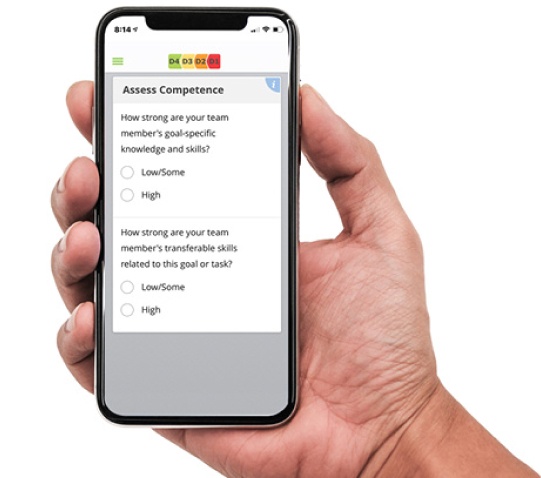 8:14
D4 D3 D2 D1
i
Assess Competence
How strong are your team
member's goal-specific
knowledge and skills?
Low/Some
High
How strong are your team
member's transferable skills
related to this goal or task?
Low/Some
High